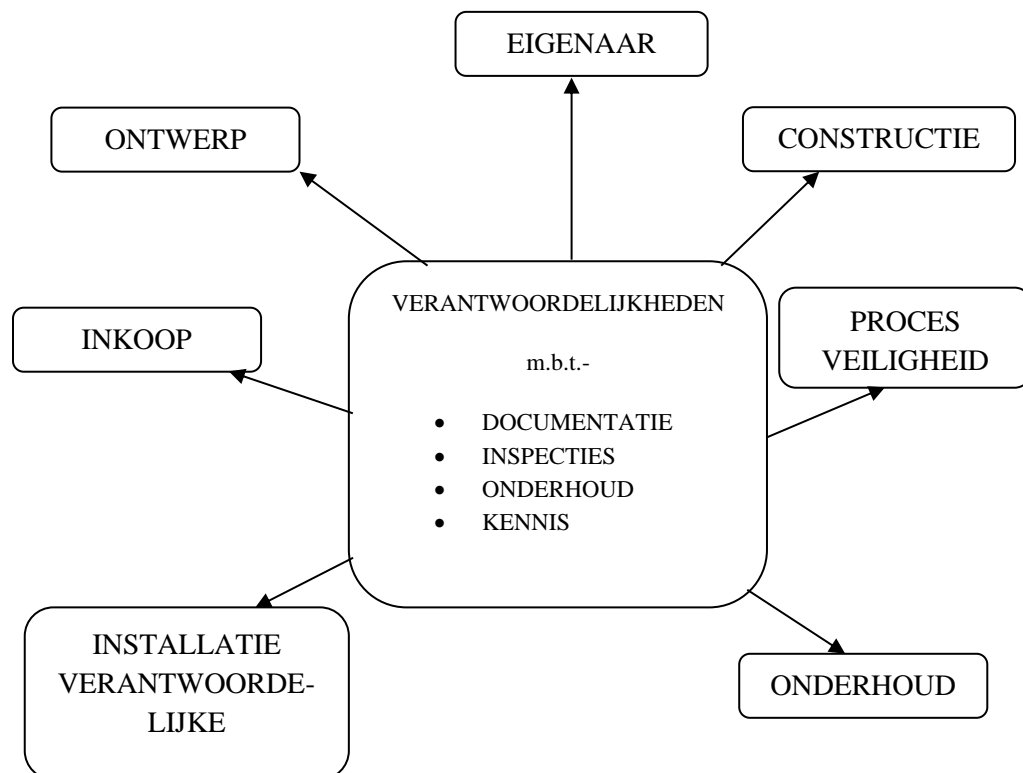 EIGENAAR
ONTWERP
CONSTRUCTIE
VERANTWOORDELIJKHEDEN
m.b.t.-
• DOCUMENTATIE
• INSPECTIES
• ONDERHOUD
• KENNIS
INKOOP
PROCES
VEILIGHEID
INSTALLATIE
VERANTWOORDE-
LIJKE
ONDERHOUD